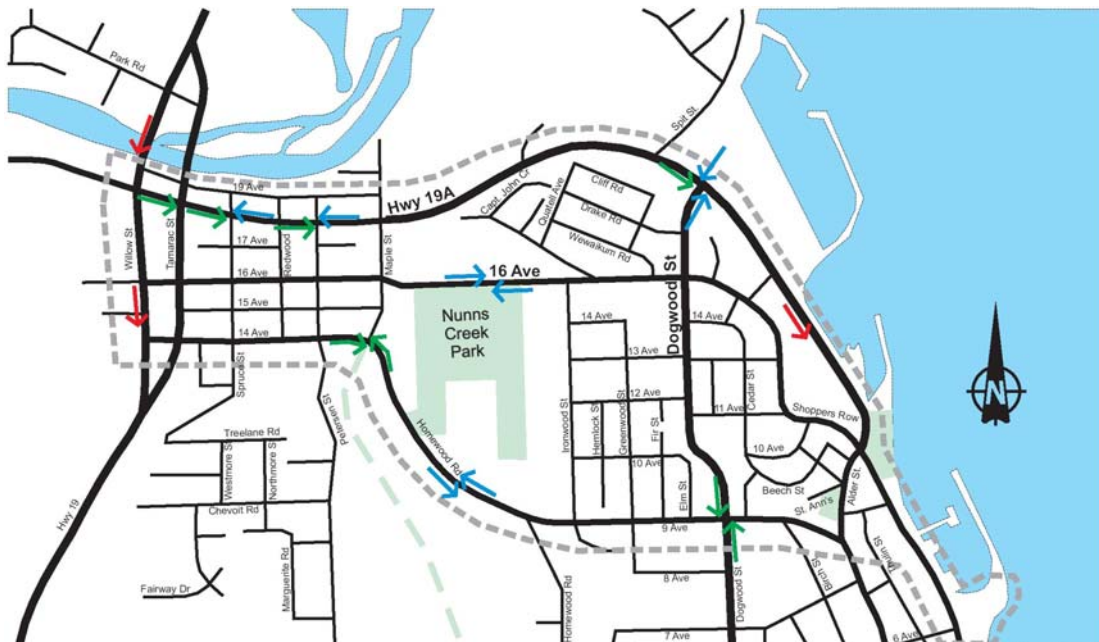 Park Rd
Spit St.
19 Ave
Hwy 19A
Capt. John Cr
Quatell Ave
Cliff Rd
Drake Rd
Wewaikum Rd
Willow St
Tamarac St
17 Ave
Redwood
Maple St
16 Ave
16 Ave
Dogwood St
15 Ave
14 Ave
Nunns
Creek
Park
14 Ave
14 Ave
13 Ave
12 Ave
11 Ave
Cedar St
Shoppers Row
Spruce St
Petersen St
Homewood Rd
Ironwood St
Hemlock St
Greenwood St
Fir St
10 Ave
10 Ave
Elm St
Beech St
St. Ann's
Alder St.
Treelane Rd
Westmore St
Northmore St
Chevoit Rd
Hwy 19
9 Ave
8 Ave
7 Ave
6 Ave
Birch St
Dogwood St
Homewood Rd
Marguerite Rd
Fairway Dr
N